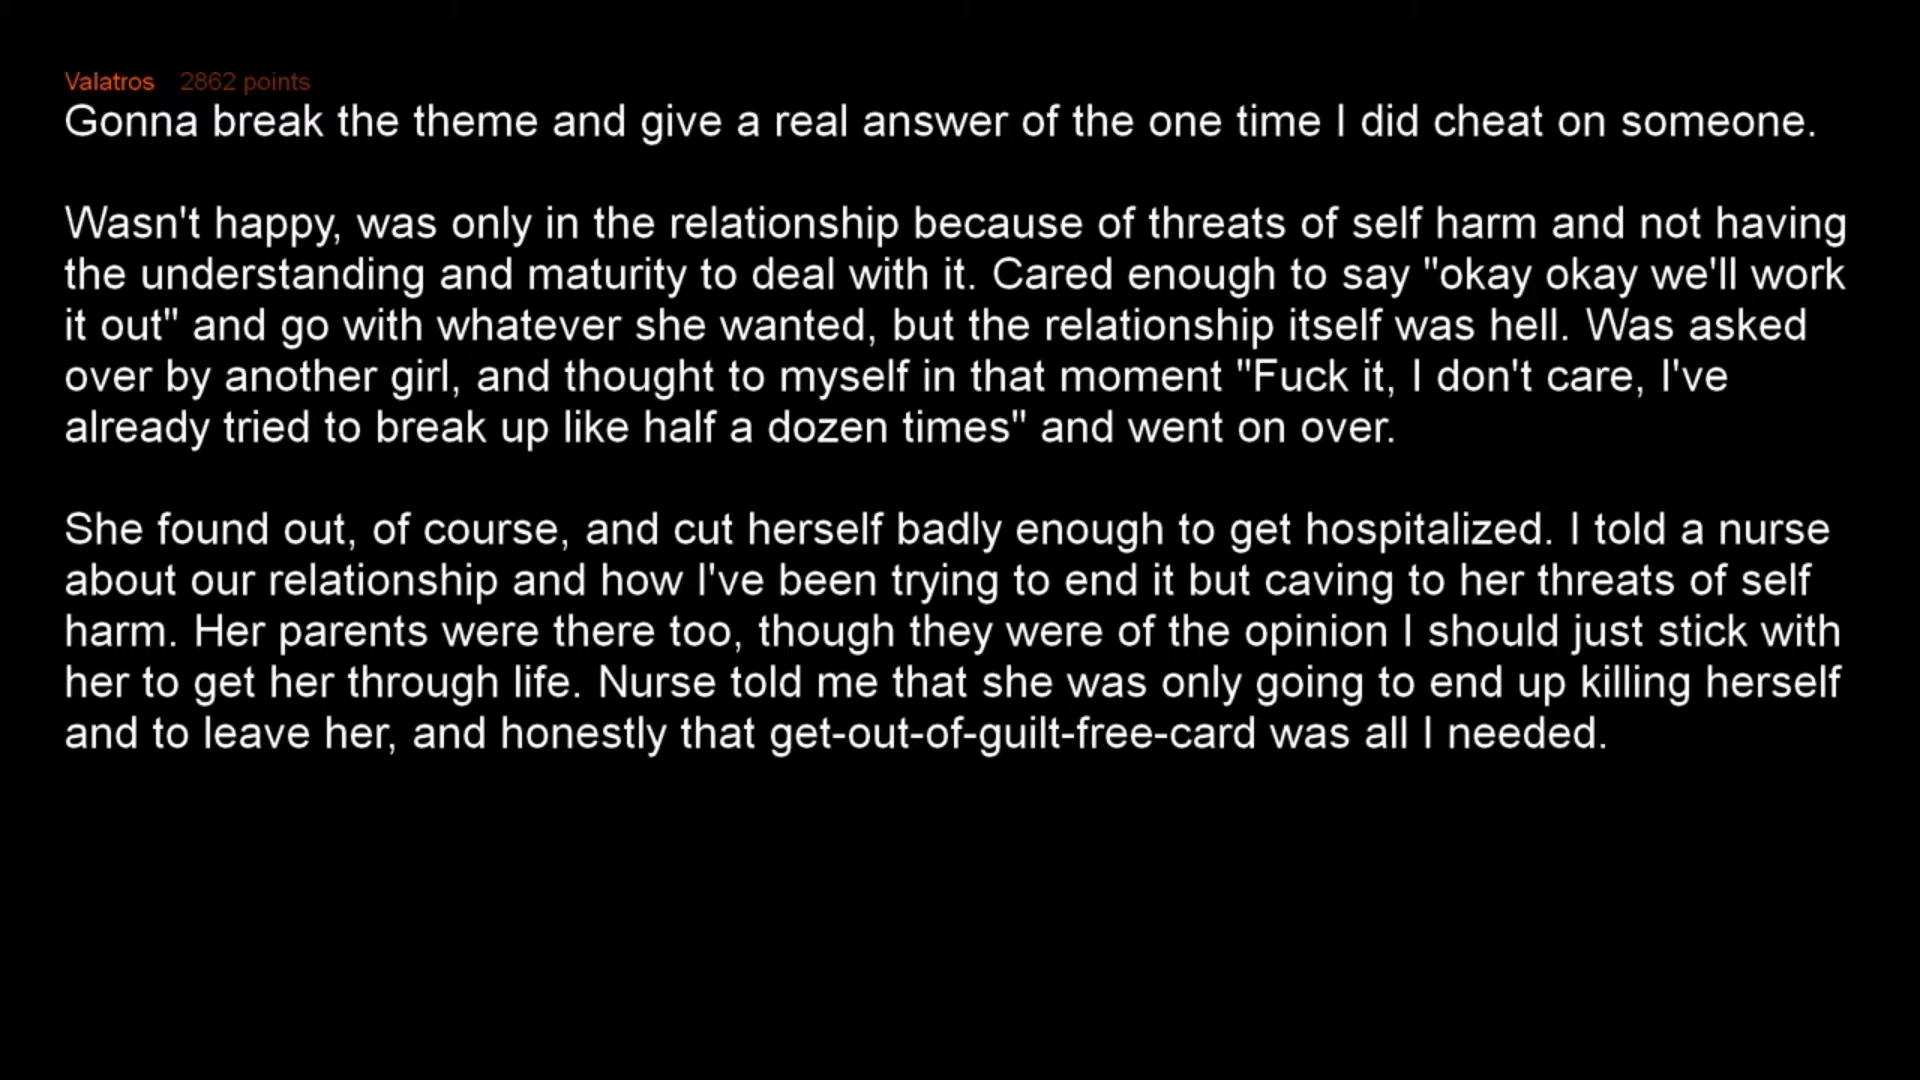 Valatros 2862 points
Gonna break the theme and give a real answer of the one time I did cheat on someone.
Wasn't happy, was only in the relationship because of threats of self harm and not having
the understanding and maturity to deal with it. Cared enough to say "okay okay we'll work
it out" and go with whatever she wanted, but the relationship itself was hell. Was asked
over by another girl, and thought to myself in that moment "Fuck it, I don't care, I've
already tried to break up like half a dozen times" and went on over.
She found out, of course, and cut herself badly enough to get hospitalized. I told a nurse
about our relationship and how I've been trying to end it but caving to her threats of self
harm. Her parents were there too, though they were of the opinion I should just stick with
her to get her through life. Nurse told me that she was only going to end up killing herself
and to leave her, and honestly that get-out-of-guilt-free-card was all I needed.